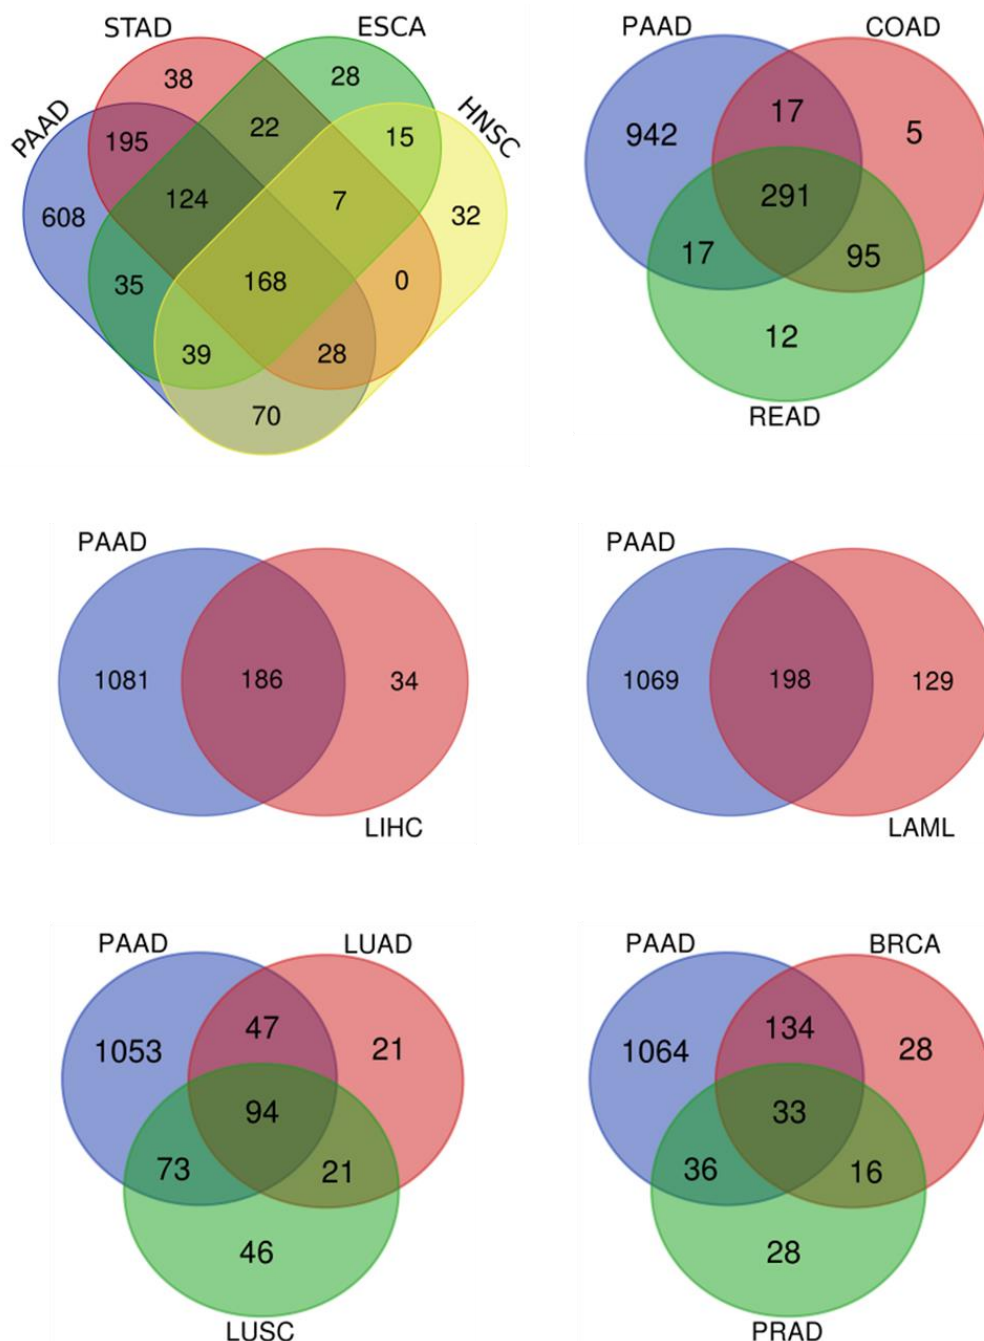 STAD ESCA
PAAD HNSC
38 28
195 22 15
608 124 7 32
35 168 0
39 28
70
PAAD COAD
942 17 5
291
17 95
12
READ
PAAD
1081 186 34
LIHC
PAAD
1069 198 129
LAML
PAAD LUAD
1053 47 21
94
73 21
46
LUSC
PAAD BRCA
1064 134 28
33
36 16
28
PRAD